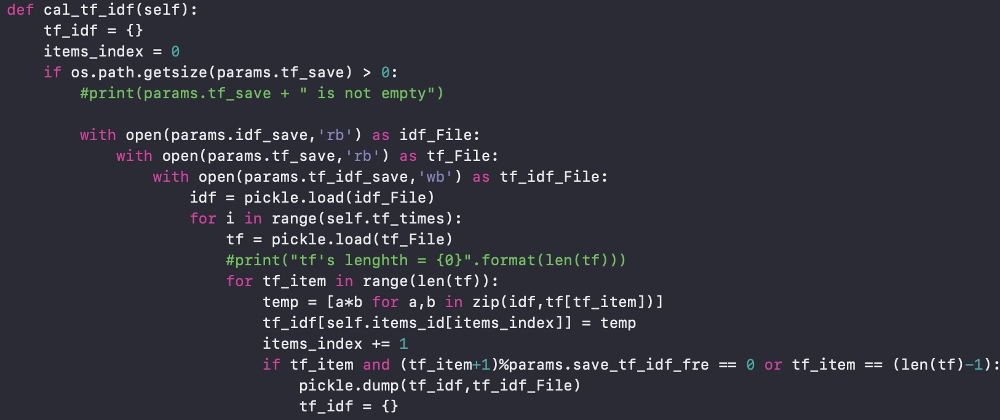 def cal_tf_idf(self):
    tf_idf = {}
    items_index = 0
    if os.path.getsize(params.tf_save) > 0:
        #print(params.tf_save + " is not empty")
        with open(params.idf_save,'rb') as idf_File:
            with open(params.tf_save,'rb') as tf_File:
                with open(params.tf_idf_save,'wb') as tf_idf_File:
                    idf = pickle.load(idf_File)
                    for i in range(self.tf_times):
                        tf = pickle.load(tf_File)
                        #print("tf's lenghth = {0}".format(len(tf)))
                        for tf_item in range(len(tf)):
                            temp = [a*b for a,b in zip(idf,tf[tf_item])]
                            tf_idf[self.items_id[items_index]] = temp
                            items_index += 1
                            if tf_item and (tf_item+1)%params.save_tf_idf_fre == 0 or tf_item == (len(tf)-1):
                                pickle.dump(tf_idf,tf_idf_File)
                                tf_idf = {}